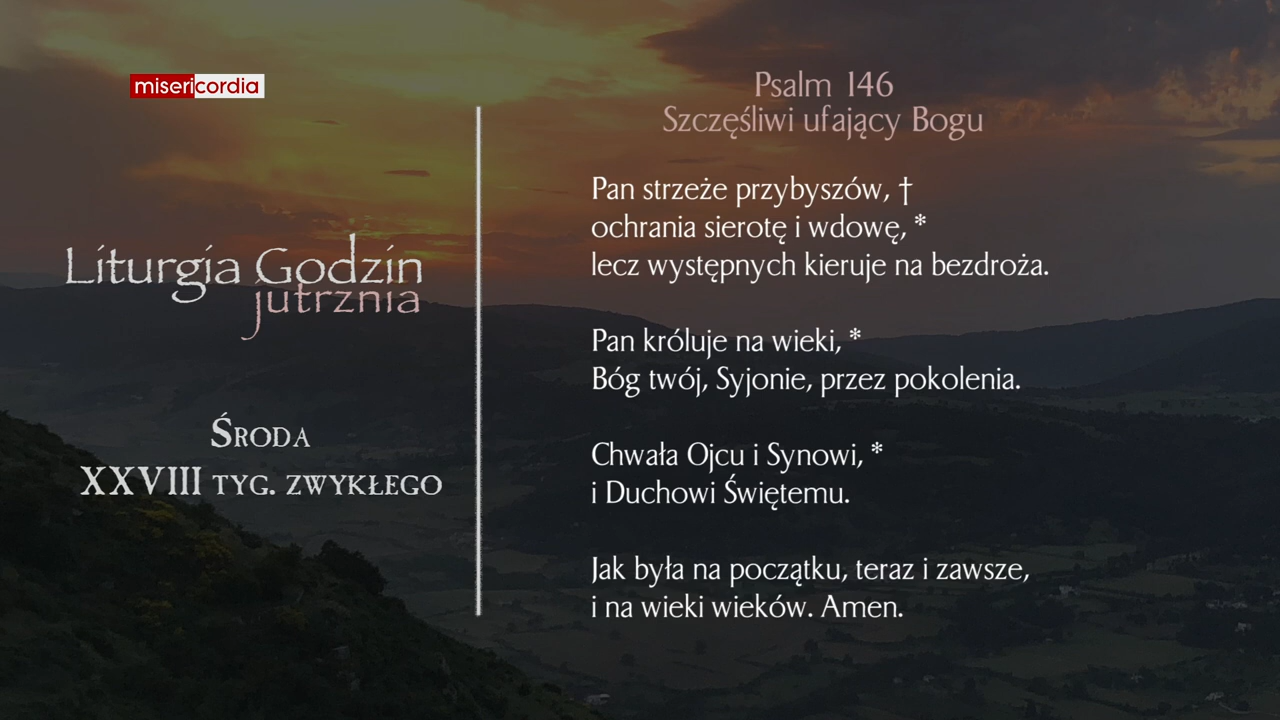 misericordia
Liturgia Godzin
jutrznia
Środa
XXVIII tyg. zwykłego
Psalm 146
Szczęśliwi ufający Bogu
Pan strzeże przybyszów, †
ochrania sierotę i wdowę, *
lecz występnych kieruje na bezdroża.
Pan króluje na wieki, *
Bóg twój, Syjonie, przez pokolenia.
Chwała Ojcu i Synowi, *
i Duchowi Świętemu.
Jak była na początku, teraz i zawsze,
i na wieki wieków. Amen.